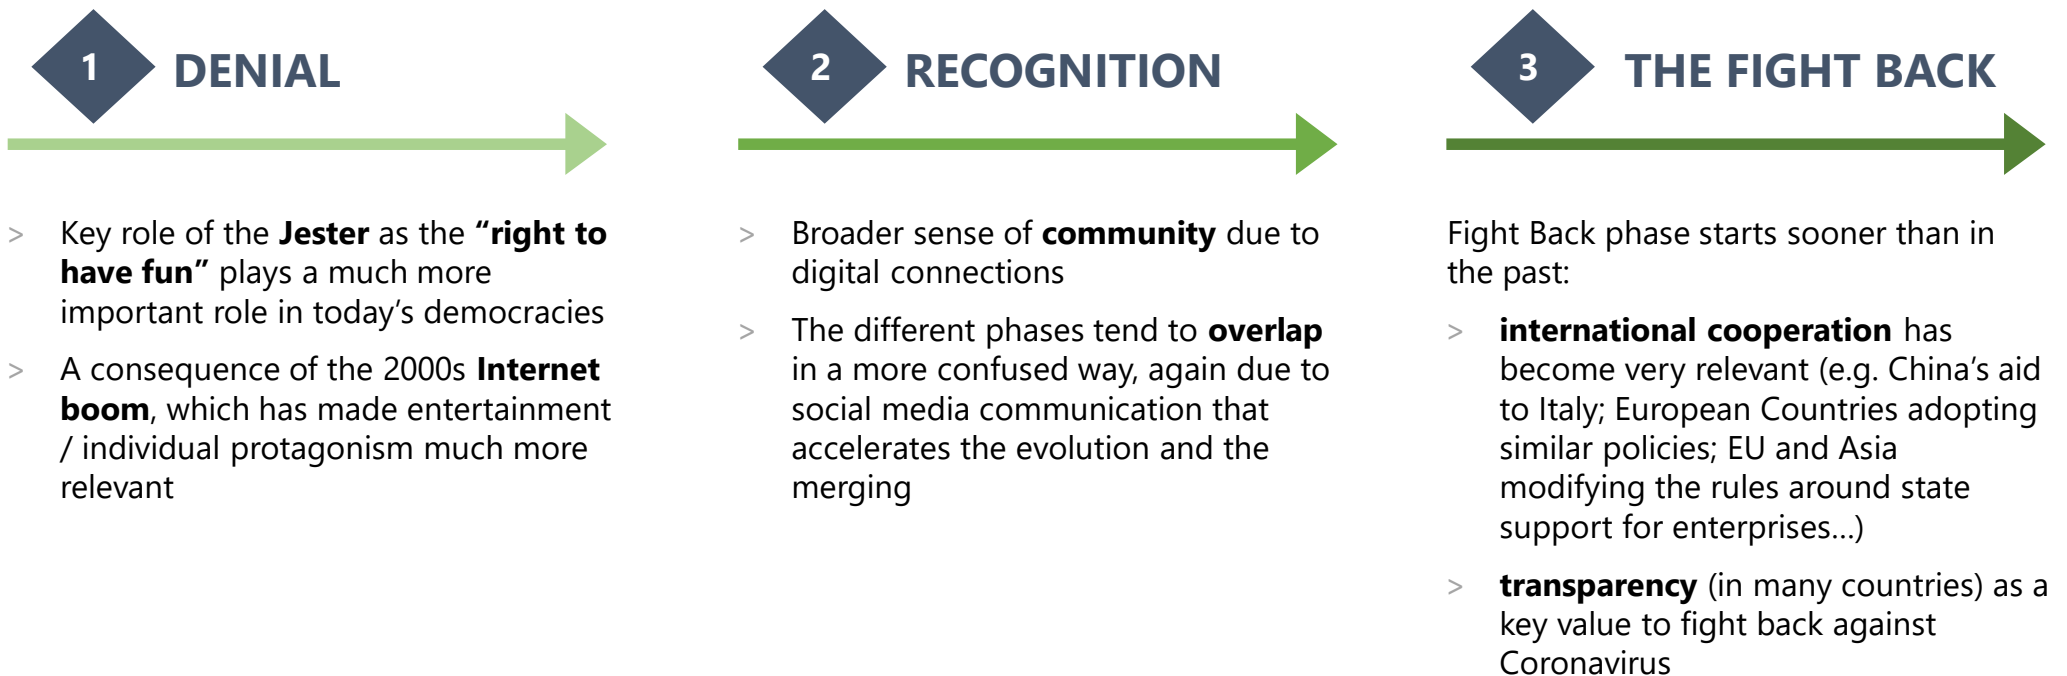 1 DENIAL
> Key role of the Jester as the “right to
have fun” plays a much more
important role in today’s democracies
> A consequence of the 2000s Internet
boom, which has made entertainment
/ individual protagonism much more
relevant
2 RECOGNITION
> Broader sense of community due to
digital connections
> The different phases tend to overlap
in a more confused way, again due to
social media communication that
accelerates the evolution and the
merging
3 THE FIGHT BACK
Fight Back phase starts sooner than in
the past:
> international cooperation has
become very relevant (e.g. China’s aid
to Italy; European Countries adopting
similar policies; EU and Asia
modifying the rules around state
support for enterprises…)
> transparency (in many countries) as a
key value to fight back against
Coronavirus